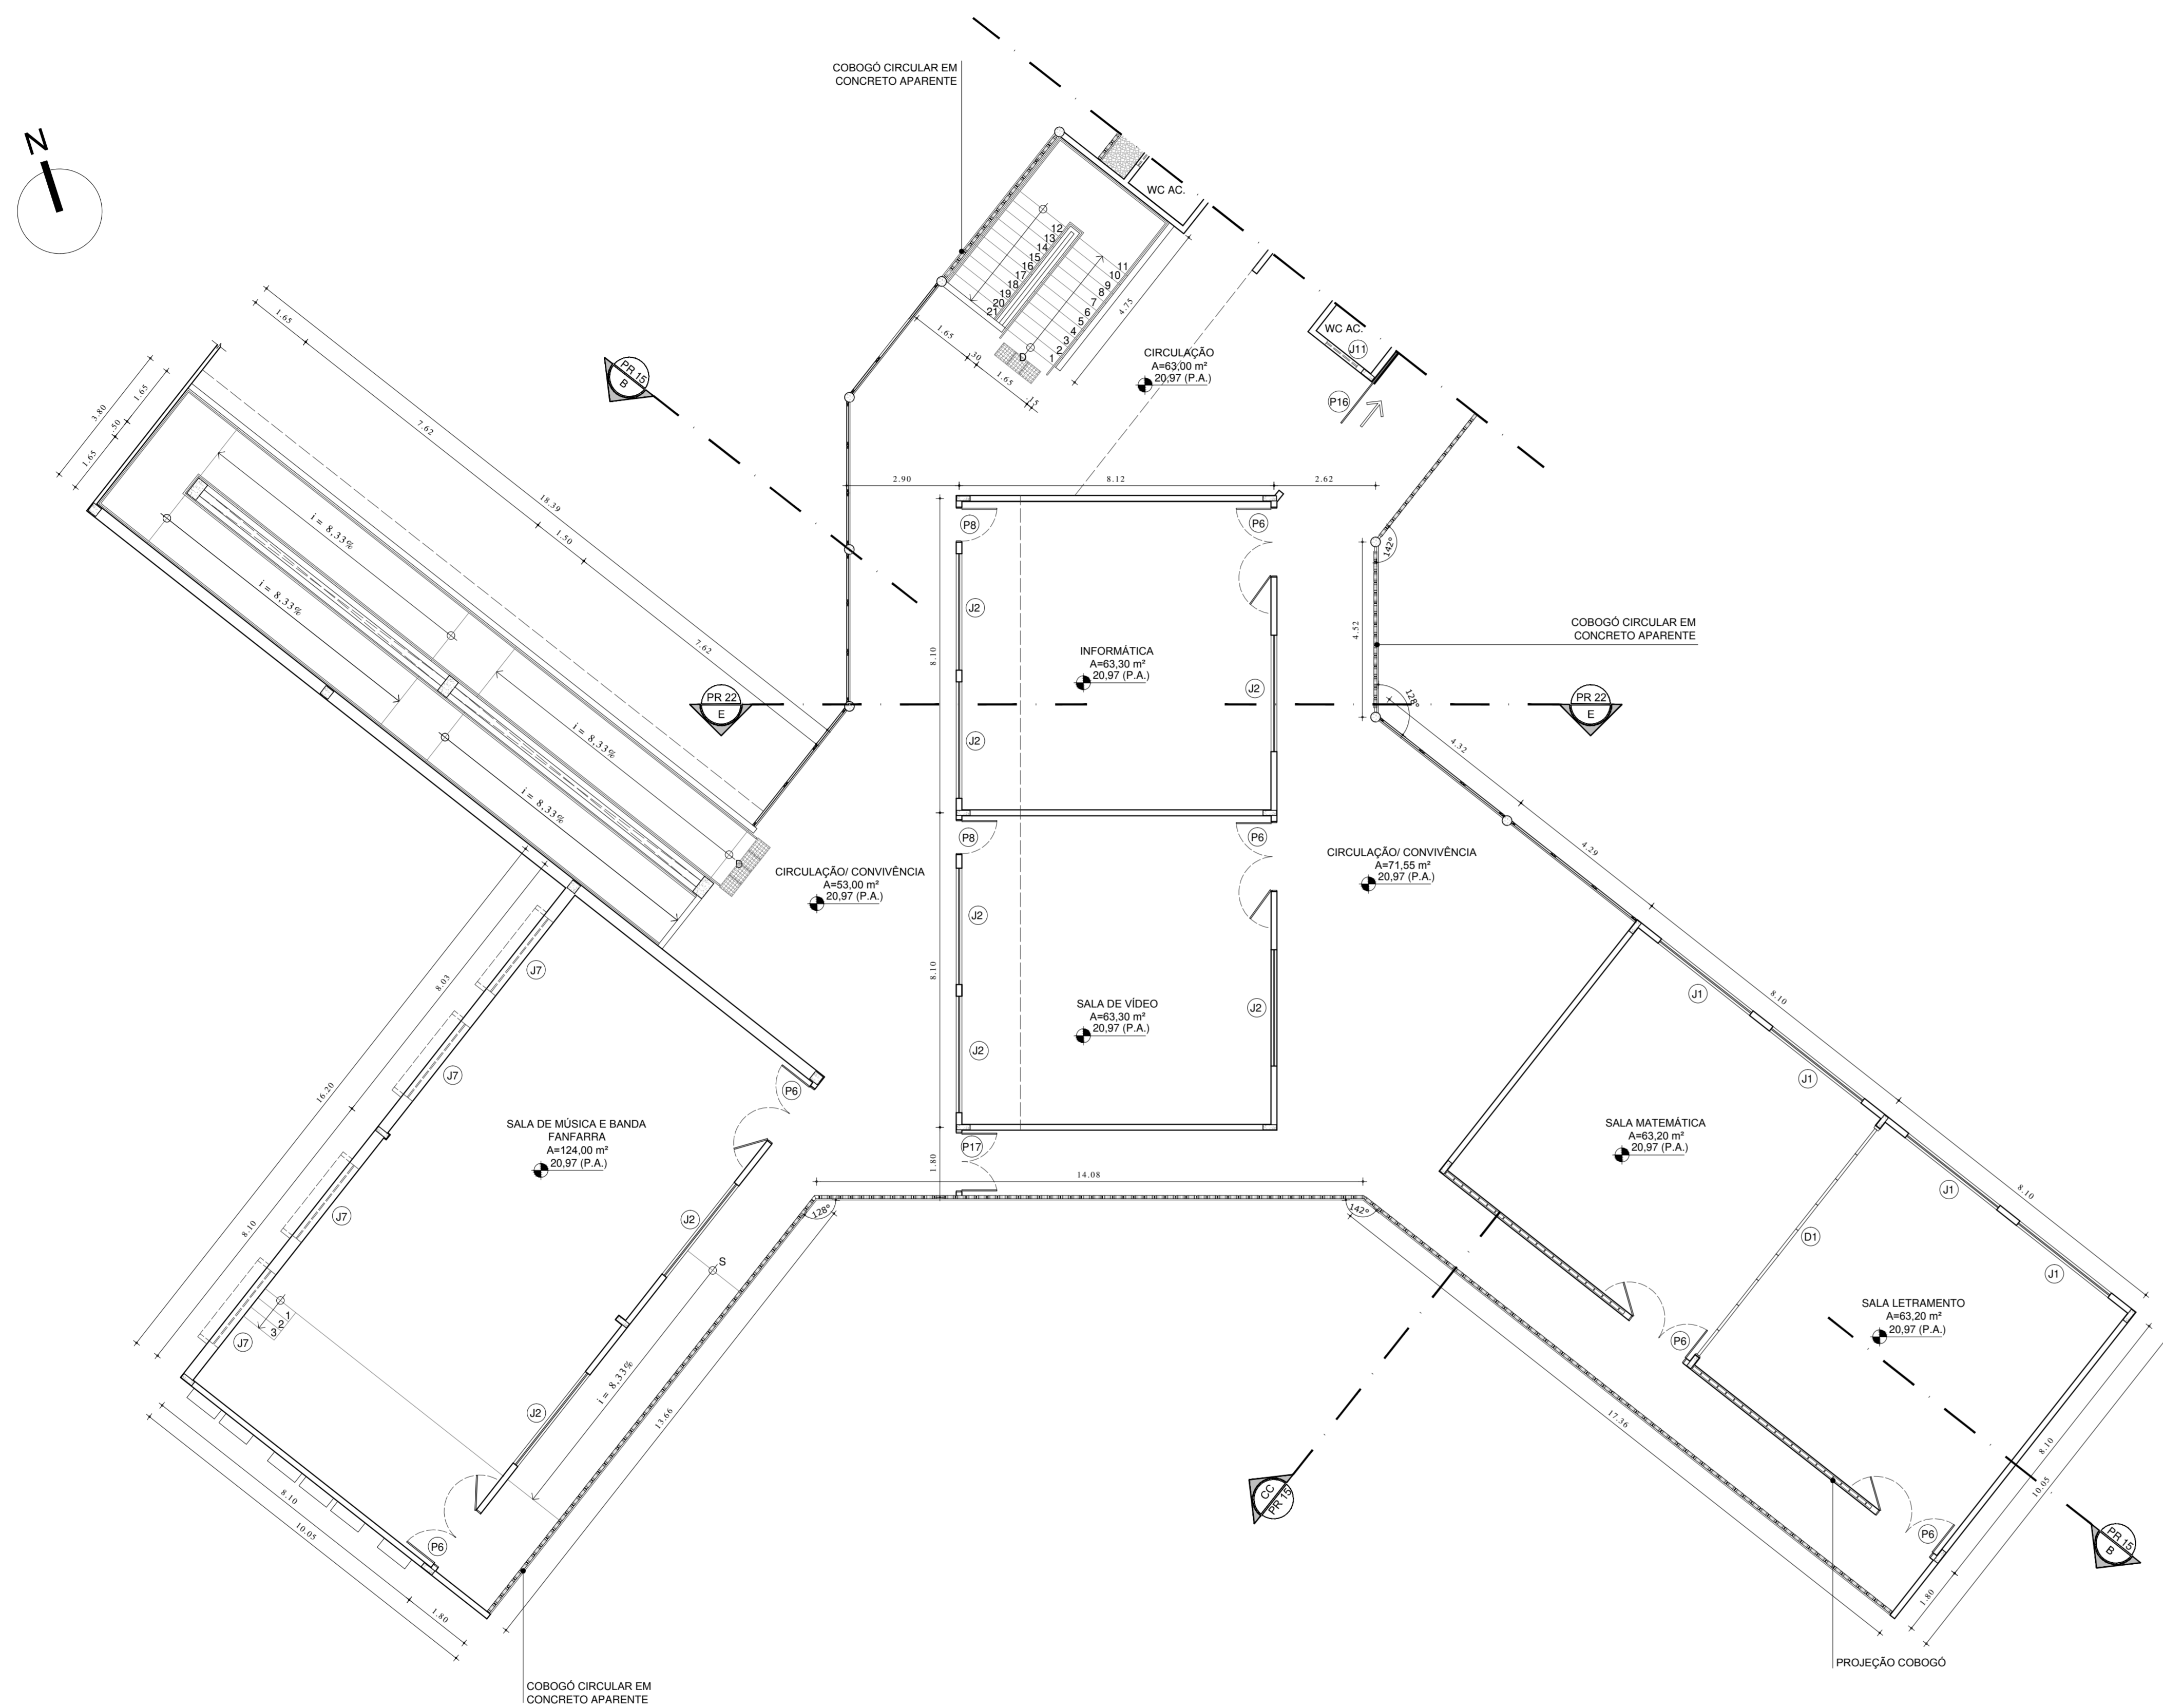 COBOGÓ CIRCULAR EM
CONCRETO APARENTE
N
WC AC.
12
13
14
15
16
17
18
19
20
21
11
10
9
8
7
6
5
4
3
2
1
D
4.75
1.65
.30
1.65
.15
WC AC.
J11
P16
CIRCULAÇÃO
A=63,00 m²
20,97 (P.A.)
PR 15
B
1.65
7.62
18.39
1.50
7.62
3.80
1.65
.50
1.65
i = 8,33%
i = 8,33%
i = 8,33%
i = 8,33%
D
2.90
8.12
2.62
P8
P6
142°
J2
J2
J2
8.10
INFORMÁTICA
A=63,30 m²
20,97 (P.A.)
4.52
COBOGÓ CIRCULAR EM
CONCRETO APARENTE
PR 22
E
PR 22
E
128°
4.32
4.29
P8
P6
CIRCULAÇÃO/ CONVIVÊNCIA
A=53,00 m²
20,97 (P.A.)
CIRCULAÇÃO/ CONVIVÊNCIA
A=71,55 m²
20,97 (P.A.)
J2
J2
J2
8.10
SALA DE VÍDEO
A=63,30 m²
20,97 (P.A.)
P17
1.80
14.08
128°
142°
J7
J7
J7
J7
16.20
8.03
8.10
SALA DE MÚSICA E BANDA
FANFARRA
A=124,00 m²
20,97 (P.A.)
P6
J2
J2
S
i = 8,33%
13.66
1
2
3
P6
8.10
10.05
1.80
COBOGÓ CIRCULAR EM
CONCRETO APARENTE
J1
J1
8.10
SALA MATEMÁTICA
A=63,20 m²
20,97 (P.A.)
J1
J1
8.10
D1
SALA LETRAMENTO
A=63,20 m²
20,97 (P.A.)
P6
17.36
P6
8.10
10.05
1.80
CC
PR 15
PR 15
B
PROJEÇÃO COBOGÓ